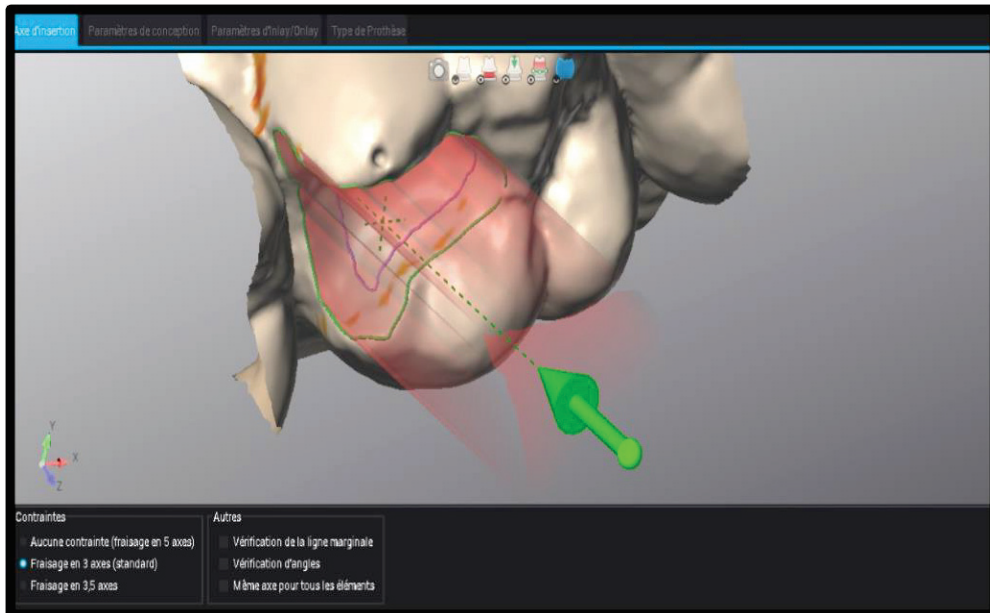 Axe d'insertion Paramètres de conception Paramètres d'Inlay/Onlay Type de Prothèse
Y
X
Z
Contraintes
Aucune contrainte (fraisage en 5 axes)
Fraisage en 3 axes (standard)
Fraisage en 3,5 axes
Autres
Vérification de la ligne marginale
Vérification d'angles
Même axe pour tous les éléments